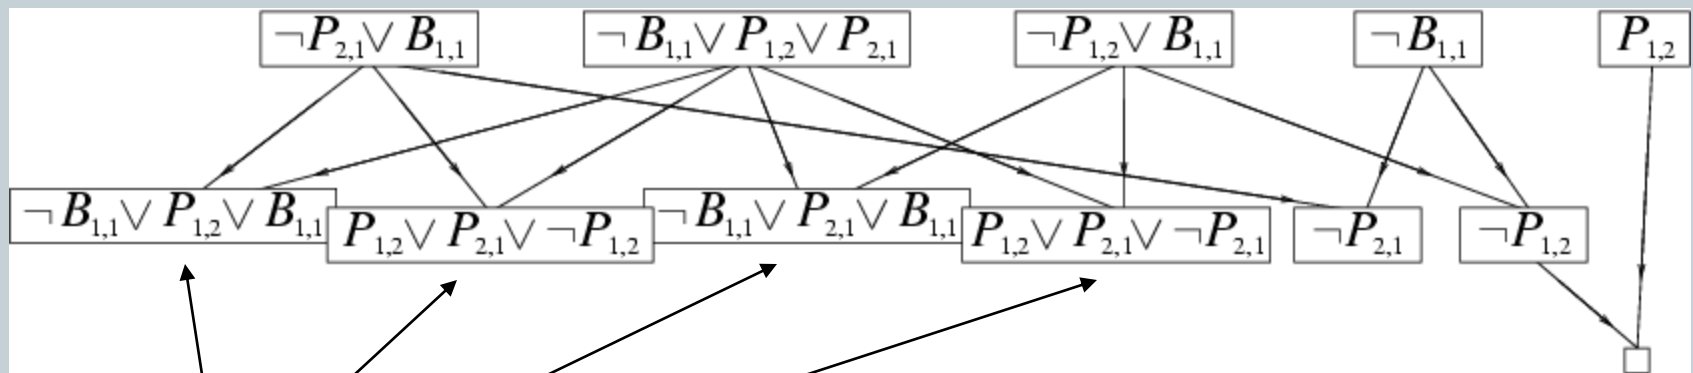 ¬P2,1 ∨ B1,1 ¬B1,1 ∨ P1,2 ∨ P2,1 ¬P1,2 ∨ B1,1 ¬B1,1 P1,2
¬B1,1 ∨ P1,2 ∨ B1,1 P1,2 ∨ P2,1 ∨ ¬P1,2 ¬B1,1 ∨ P2,1 ∨ B1,1 P1,2 ∨ P2,1 ∨ ¬P2,1 ¬P2,1 ¬P1,2